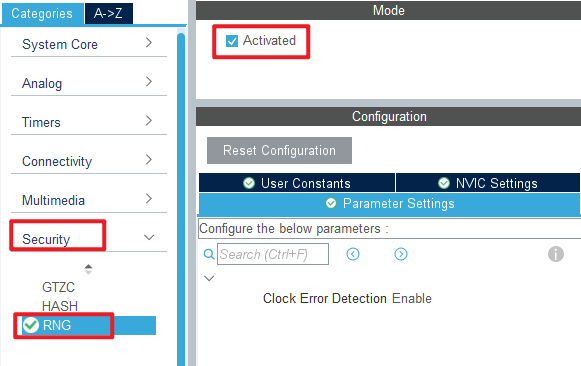 Categories
A->Z
System Core
Analog
Timers
Connectivity
Multimedia
Security
GTZC
HASH
RNG
Mode
Activated
Configuration
Reset Configuration
User Constants
NVIC Settings
Parameter Settings
Configure the below parameters :
Search (Ctrl+F)
Clock Error Detection Enable